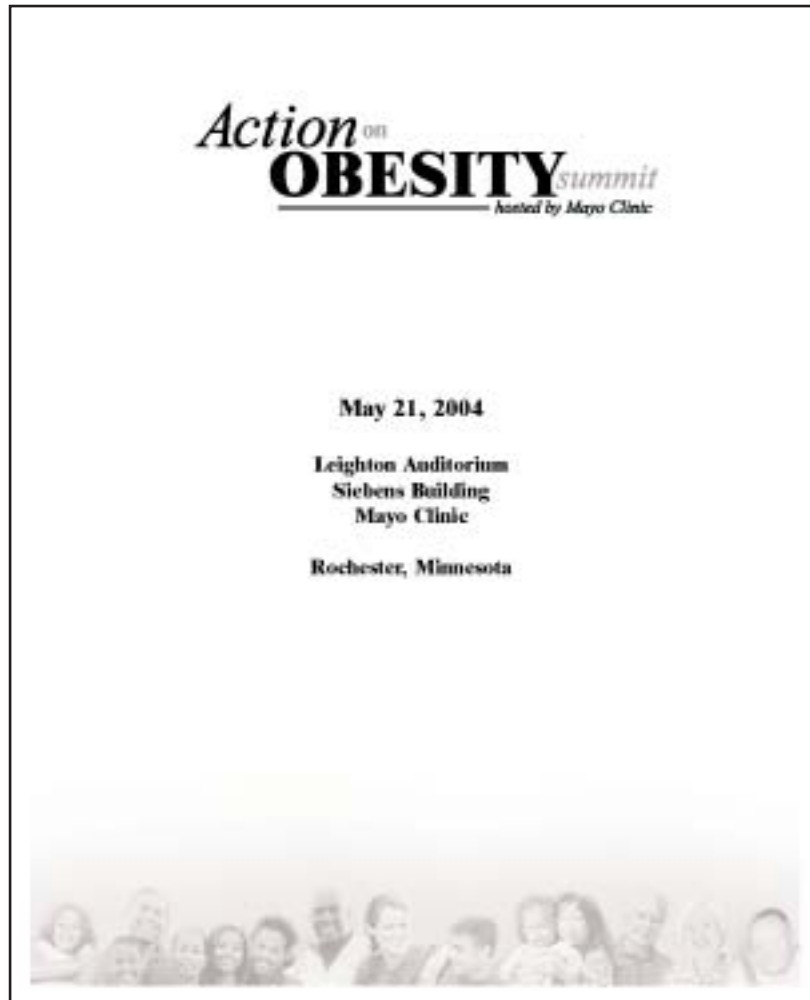 Action on
OBESITY summit
hosted by Mayo Clinic
May 21, 2004
Leighton Auditorium
Siebens Building
Mayo Clinic
Rochester, Minnesota